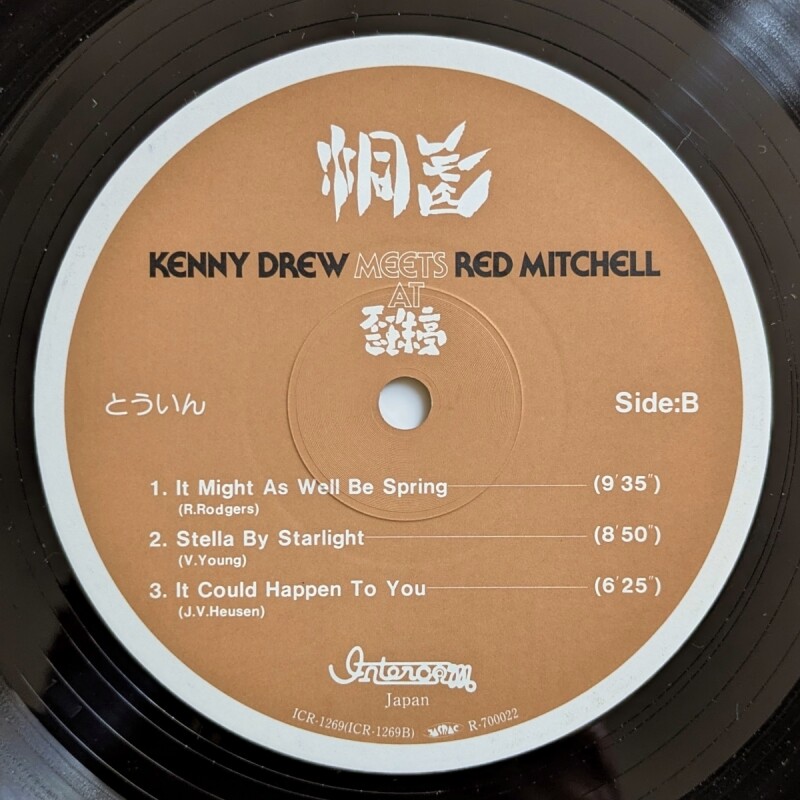 KENNY DREW MEETS RED MITCHELL
AT
とういん
Side:B
1. It Might As Well Be Spring (9'35")
(R.Rodgers)
2. Stella By Starlight (8'50")
(V.Young)
3. It Could Happen To You (6'25")
(J.V.Heusen)
Interoom
Japan
ICR-1269(ICR-1269B) JASRAC R-700022